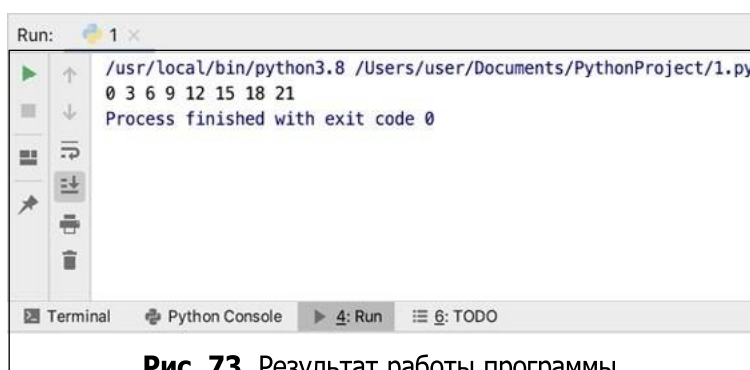 Run: 1
/usr/local/bin/python3.8 /Users/user/Documents/PythonProject/1.py
0 3 6 9 12 15 18 21
Process finished with exit code 0
Terminal Python Console 4: Run 6: TODO
Рис. 73. Результат работы программы